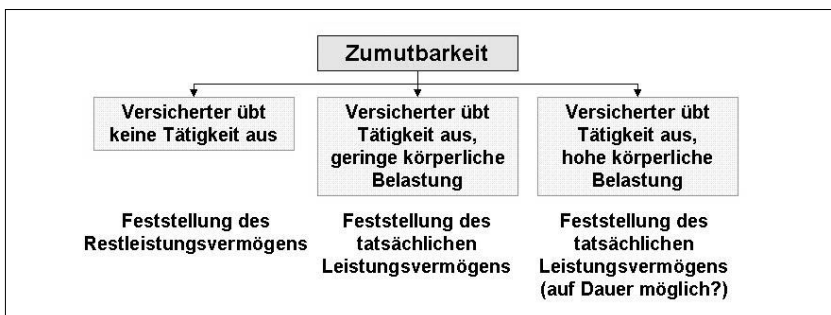 Zumutbarkeit
Versicherter übt
keine Tätigkeit aus
Versicherter übt
Tätigkeit aus,
geringe körperliche
Belastung
Versicherter übt
Tätigkeit aus,
hohe körperliche
Belastung
Feststellung des
Restleistungsvermögens
Feststellung des
tatsächlichen
Leistungsvermögens
Feststellung des
tatsächlichen
Leistungsvermögens
(auf Dauer möglich?)